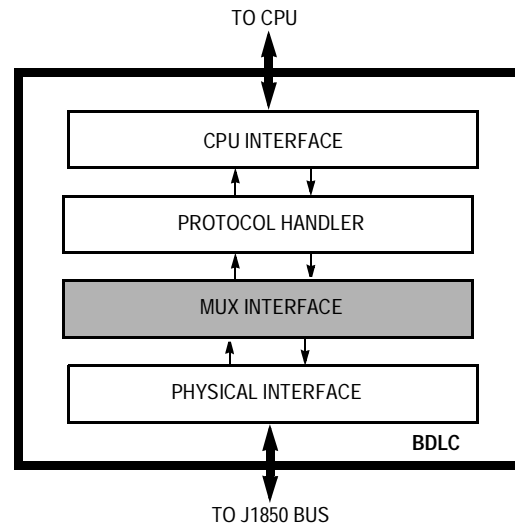 TO CPU
CPU INTERFACE
PROTOCOL HANDLER
MUX INTERFACE
PHYSICAL INTERFACE
BDLC
TO J1850 BUS